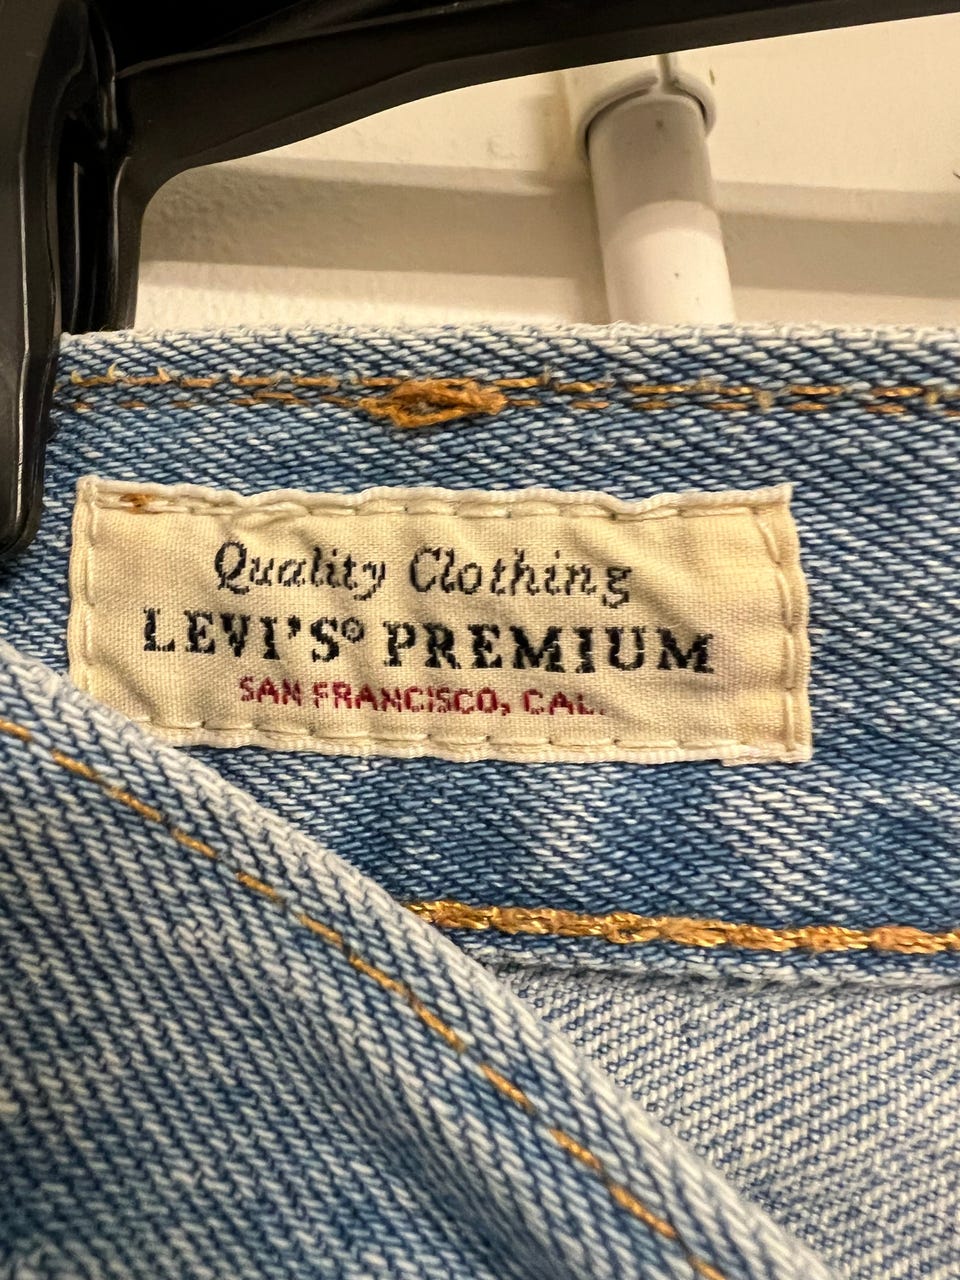 Quality Clothing
LEVI'S® PREMIUM
SAN FRANCISCO, CAL.